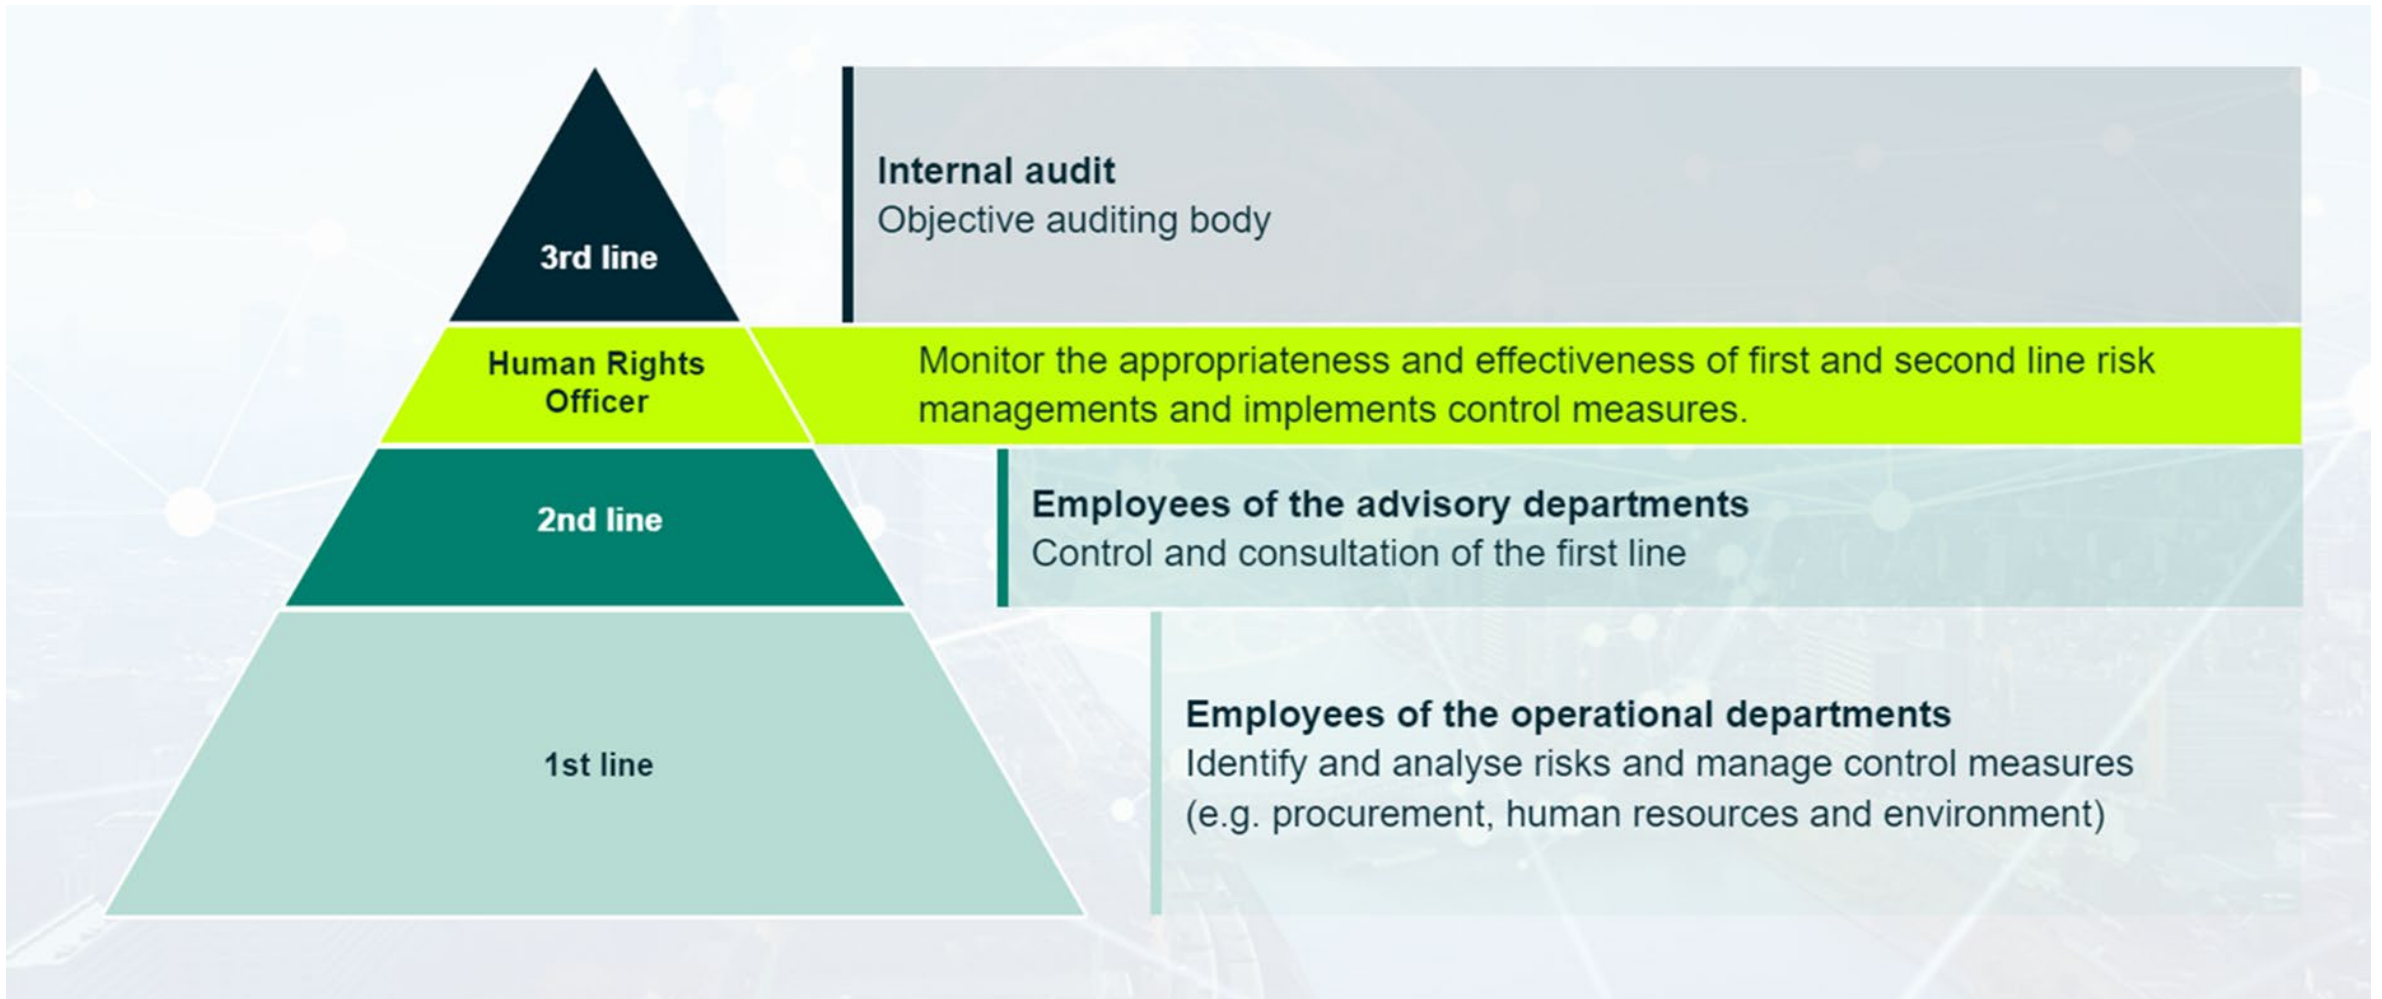 3rd line
Internal audit
Objective auditing body
Human Rights
Officer
Monitor the appropriateness and effectiveness of first and second line risk
managements and implements control measures.
2nd line
Employees of the advisory departments
Control and consultation of the first line
1st line
Employees of the operational departments
Identify and analyse risks and manage control measures
(e.g. procurement, human resources and environment)